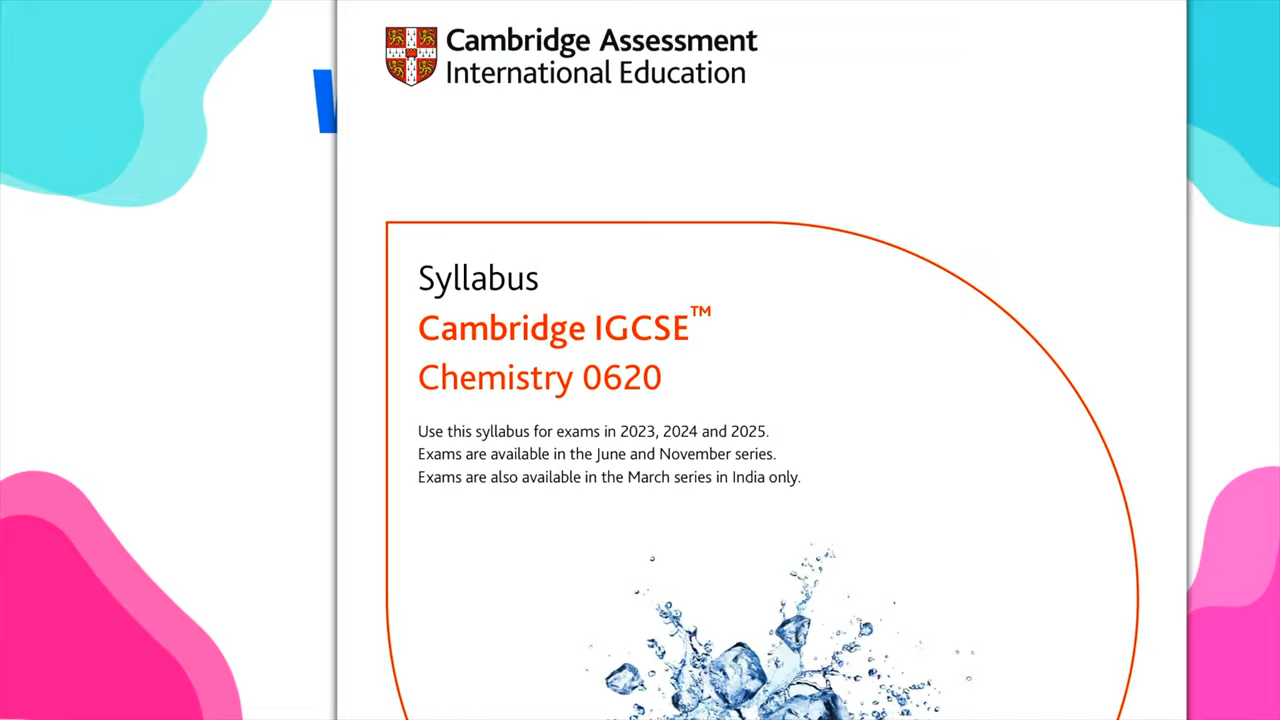 Cambridge Assessment
International Education
Syllabus
Cambridge IGCSE™
Chemistry 0620
Use this syllabus for exams in 2023, 2024 and 2025.
Exams are available in the June and November series.
Exams are also available in the March series in India only.